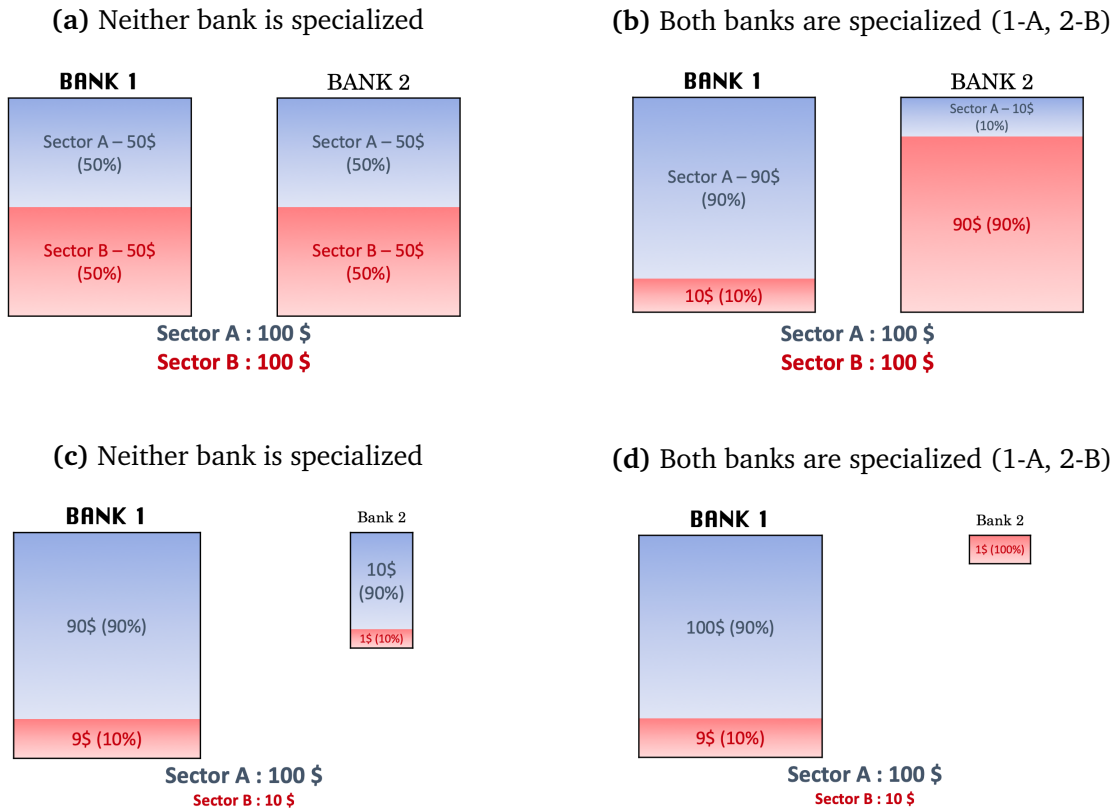 (a) Neither bank is specialized
(b) Both banks are specialized (1-A, 2-B)
BANK 1
BANK 2
Sector A – 50$
(50%)
Sector B – 50$
(50%)
Sector A – 50$
(50%)
Sector B – 50$
(50%)
Sector A : 100 $
Sector B : 100 $
BANK 1
BANK 2
Sector A – 90$
(90%)
10$ (10%)
Sector A – 10$
(10%)
90$ (90%)
Sector A : 100 $
Sector B : 100 $
(c) Neither bank is specialized
(d) Both banks are specialized (1-A, 2-B)
BANK 1
Bank 2
90$ (90%)
9$ (10%)
10$
(90%)
1$ (10%)
Sector A : 100 $
Sector B : 10 $
BANK 1
Bank 2
100$ (90%)
9$ (10%)
1$ (100%)
Sector A : 100 $
Sector B : 10 $